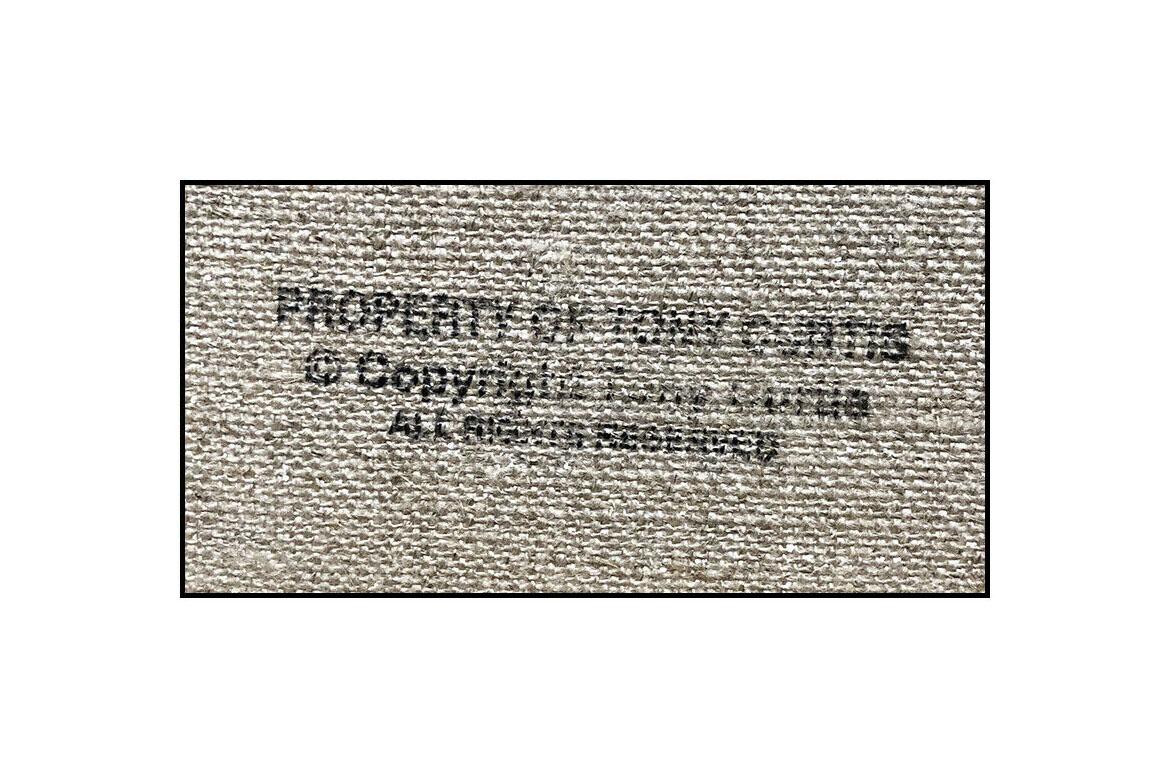 PROPERTY OF TONY CURTIS
© Copyright Tony Curtis
ALL RIGHTS RESERVED